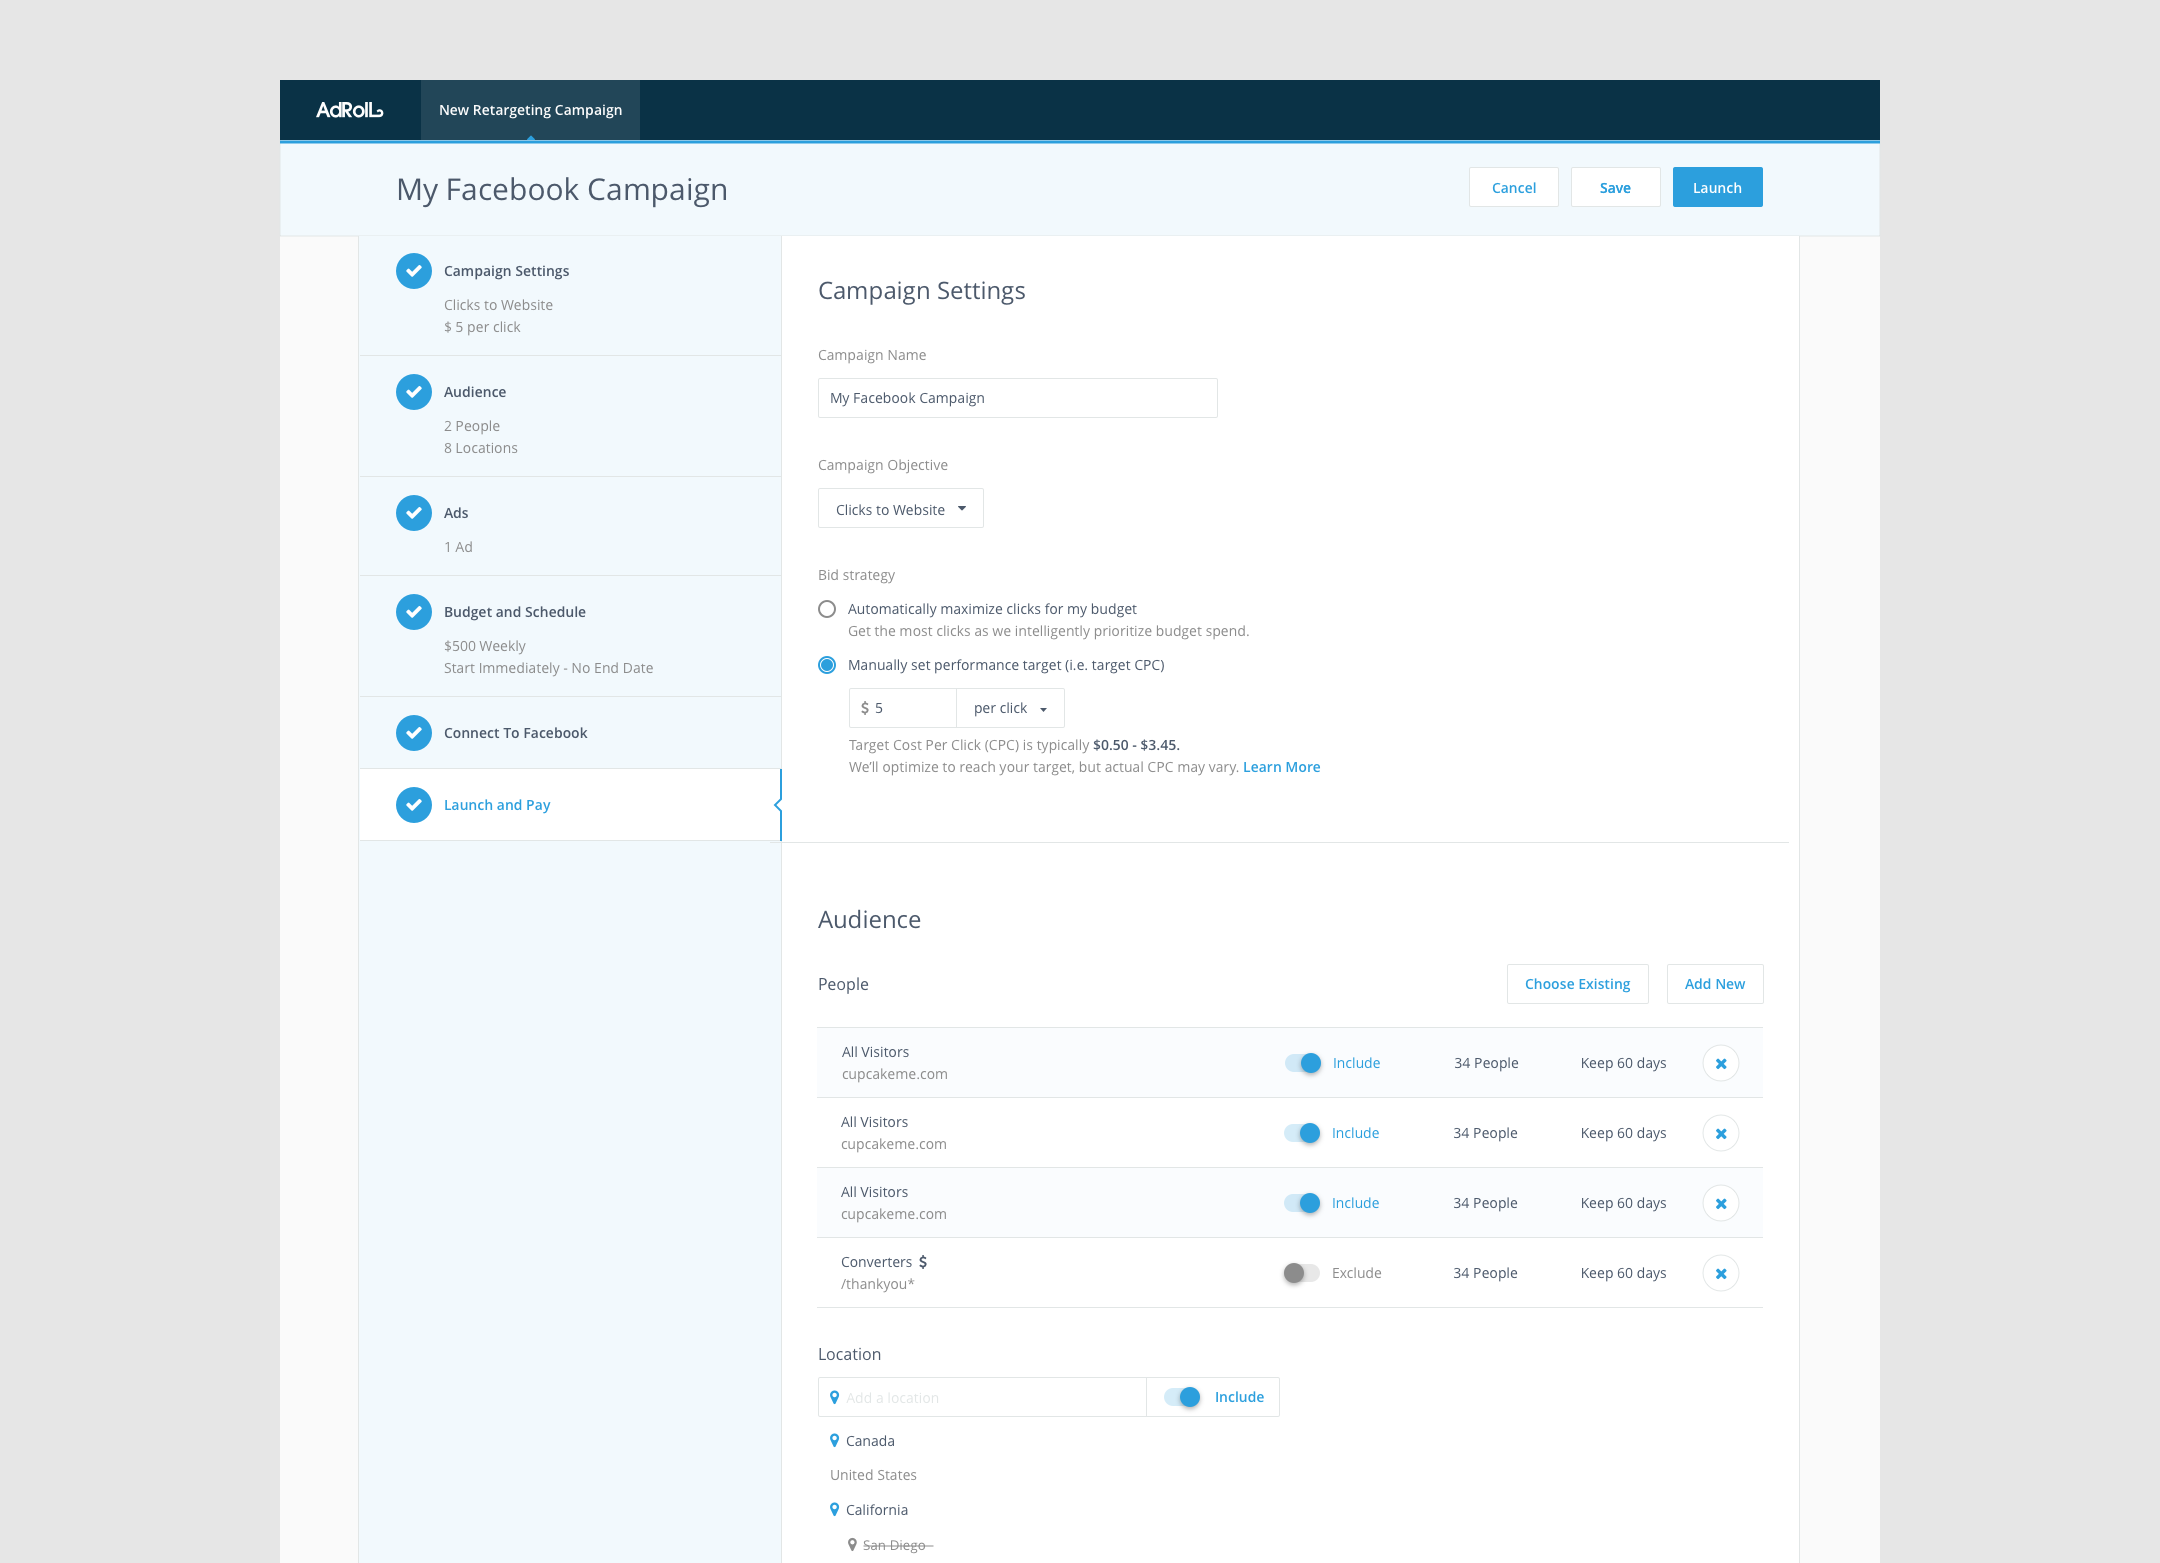 AdRoll
New Retargeting Campaign
My Facebook Campaign
Cancel
Save
Launch
Campaign Settings
Clicks to Website
$ 5 per click
Audience
2 People
8 Locations
Ads
1 Ad
Budget and Schedule
$500 Weekly
Start Immediately - No End Date
Connect To Facebook
Launch and Pay
Campaign Settings
Campaign Name
My Facebook Campaign
Campaign Objective
Clicks to Website
Bid strategy
Automatically maximize clicks for my budget
Get the most clicks as we intelligently prioritize budget spend.
Manually set performance target (i.e. target CPC)
$ 5 per click
Target Cost Per Click (CPC) is typically $0.50 - $3.45.
We'll optimize to reach your target, but actual CPC may vary. Learn More
Audience
People
Choose Existing
Add New
All Visitors
cupcakeme.com
Include
34 People
Keep 60 days
All Visitors
cupcakeme.com
Include
34 People
Keep 60 days
All Visitors
cupcakeme.com
Include
34 People
Keep 60 days
Converters $
/thankyou*
Exclude
34 People
Keep 60 days
Location
Add a location
Include
Canada
United States
California
San Diego